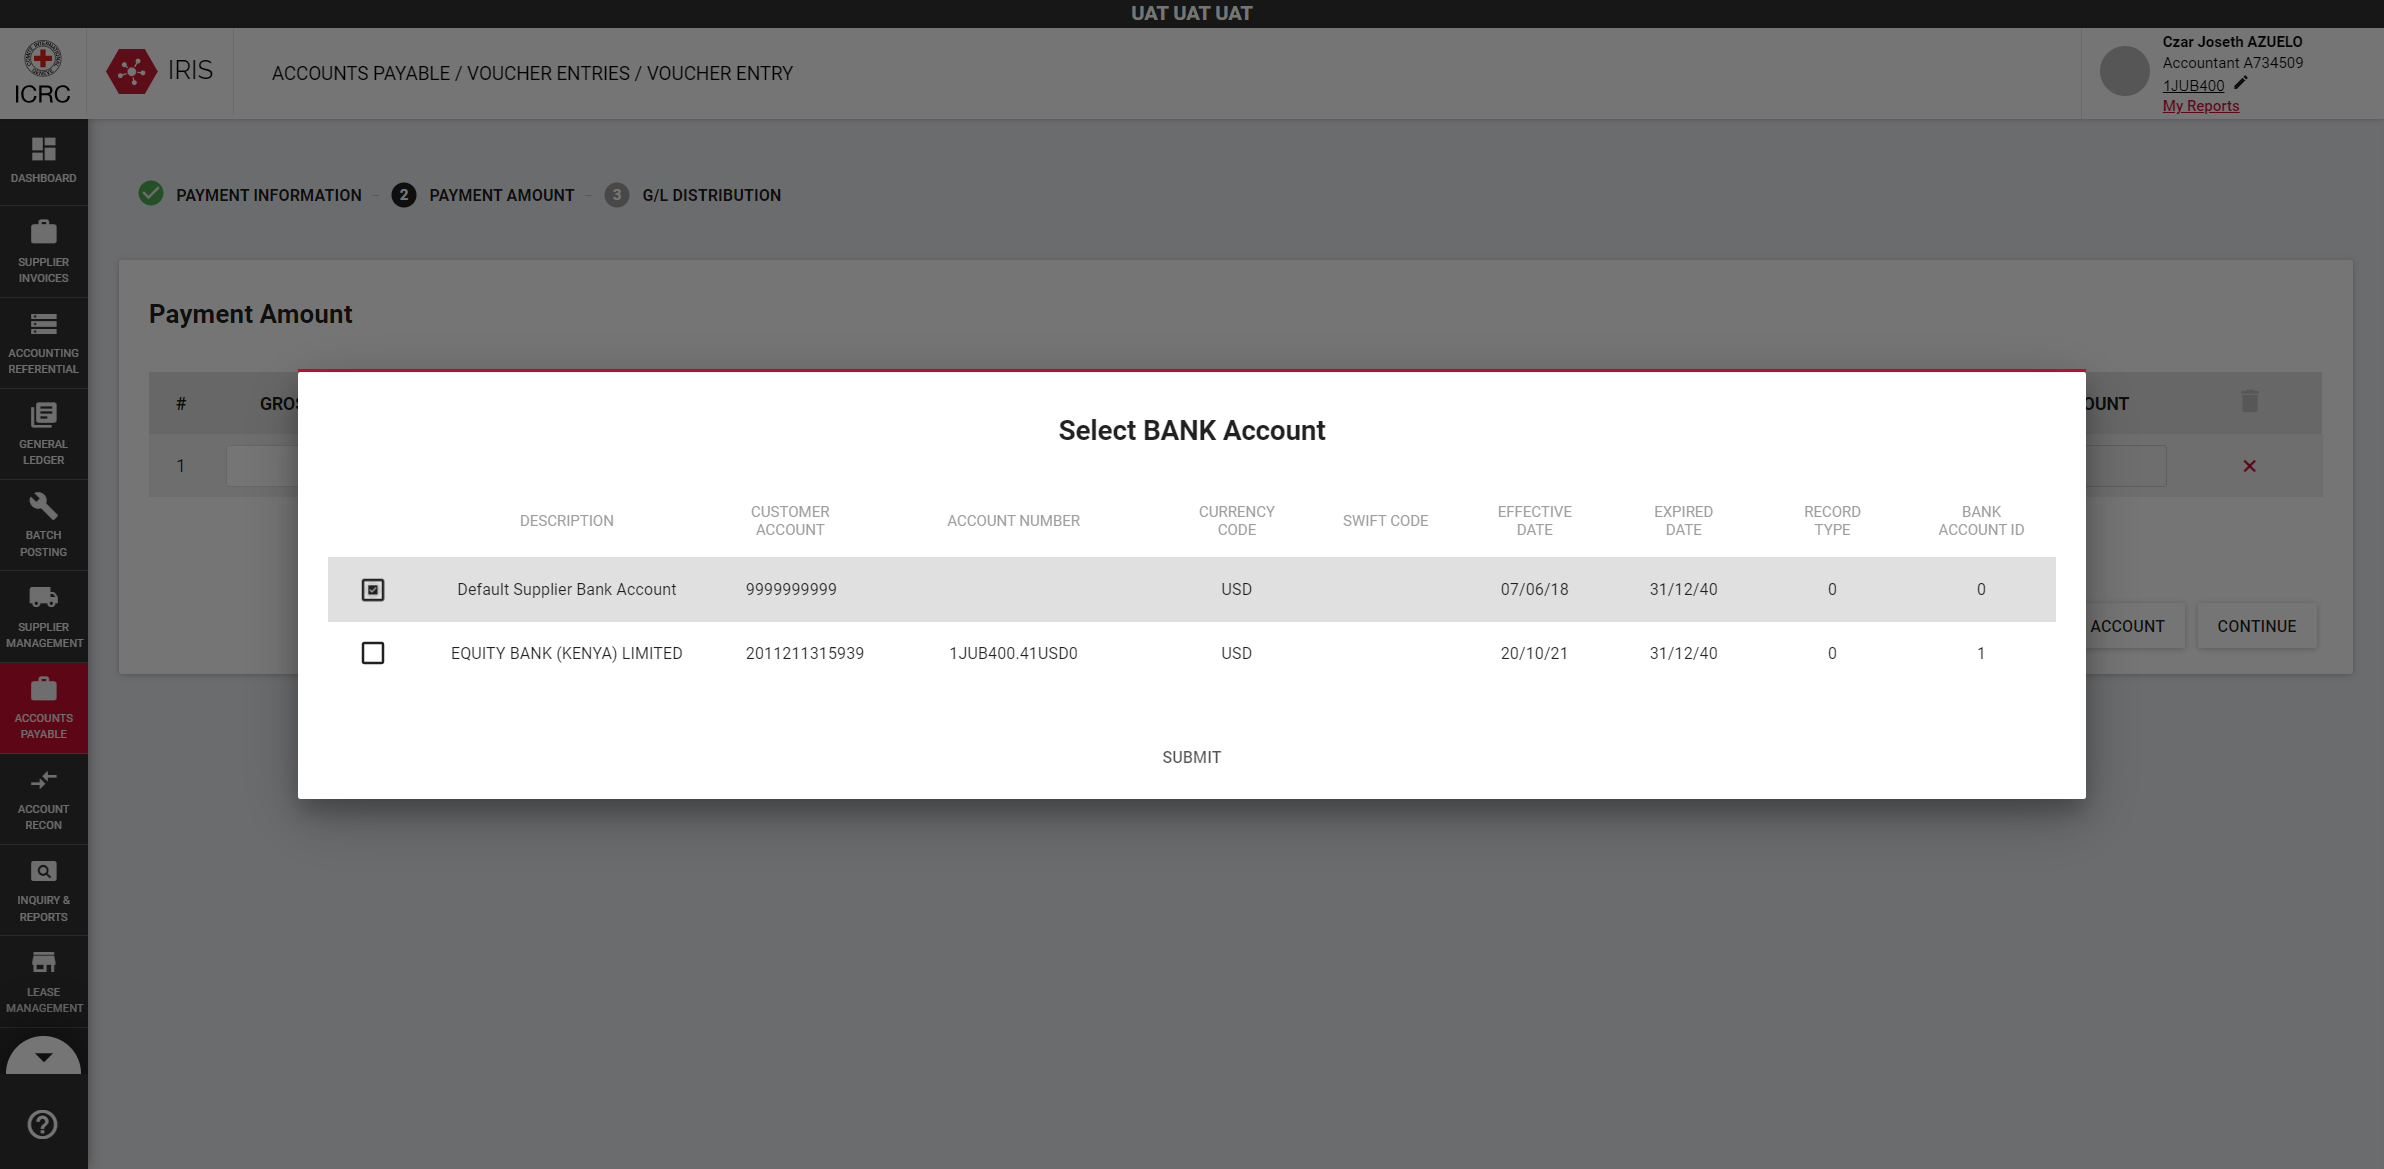 UAT UAT UAT
ICRC
IRIS
ACCOUNTS PAYABLE / VOUCHER ENTRIES / VOUCHER ENTRY
Czar Joseth AZUELO
Accountant A734509
1JUB400
My Reports
DASHBOARD
SUPPLIER
INVOICES
ACCOUNTING
REFERENTIAL
GENERAL
LEDGER
BATCH
POSTING
SUPPLIER
MANAGEMENT
ACCOUNTS
PAYABLE
ACCOUNT
RECON
INQUIRY &
REPORTS
LEASE
MANAGEMENT
PAYMENT INFORMATION - 2 PAYMENT AMOUNT - 3 G/L DISTRIBUTION
Payment Amount
# GROS OUNT
1
Select BANK Account
DESCRIPTION CUSTOMER ACCOUNT ACCOUNT NUMBER CURRENCY CODE SWIFT CODE EFFECTIVE DATE EXPIRED DATE RECORD TYPE BANK ACCOUNT ID
Default Supplier Bank Account 9999999999 USD 07/06/18 31/12/40 0 0
EQUITY BANK (KENYA) LIMITED 2011211315939 1JUB400.41USD0 USD 20/10/21 31/12/40 0 1
SUBMIT
ACCOUNT CONTINUE